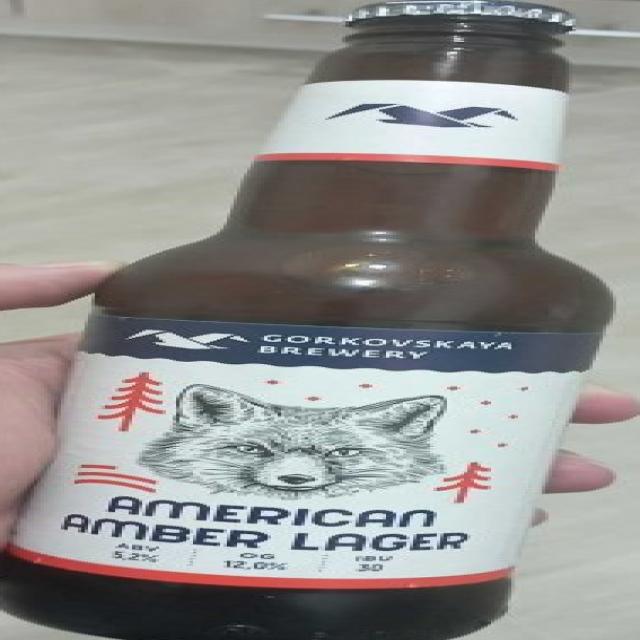 GORKOVSKAYA
BREWERY
AMERICAN
AMBER LAGER
ABV OG IBU
5,2% 12,0% 30